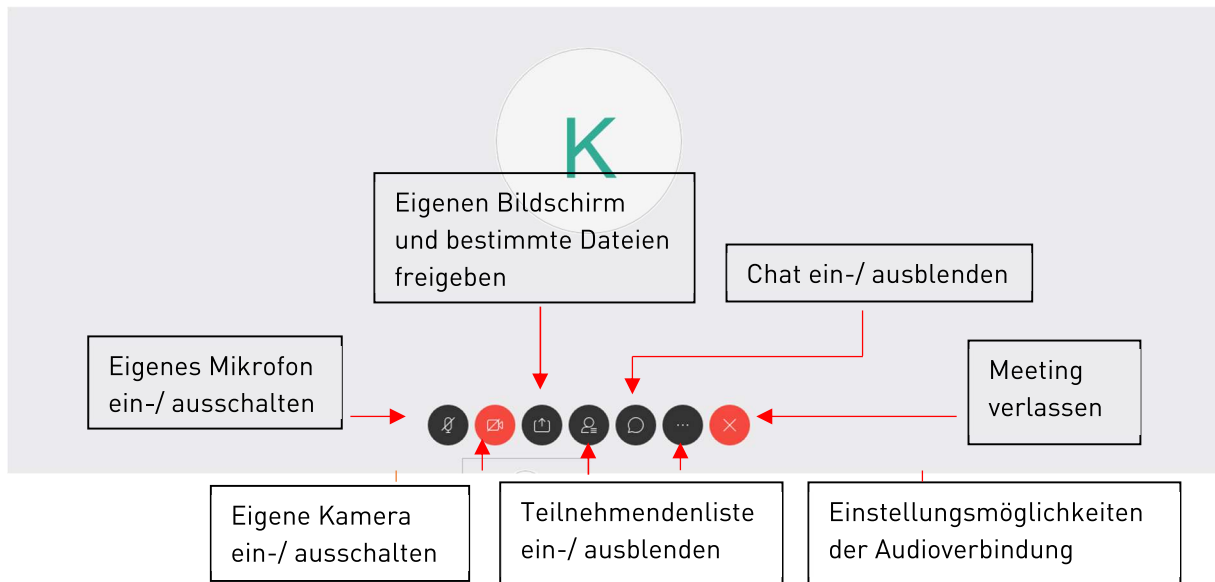 K
Eigenen Bildschirm
und bestimmte Dateien
freigeben
Chat ein-/ ausblenden
Eigenes Mikrofon
ein-/ ausschalten
Meeting
verlassen
Eigene Kamera
ein-/ ausschalten
Teilnehmendenliste
ein-/ ausblenden
Einstellungsmöglichkeiten
der Audioverbindung